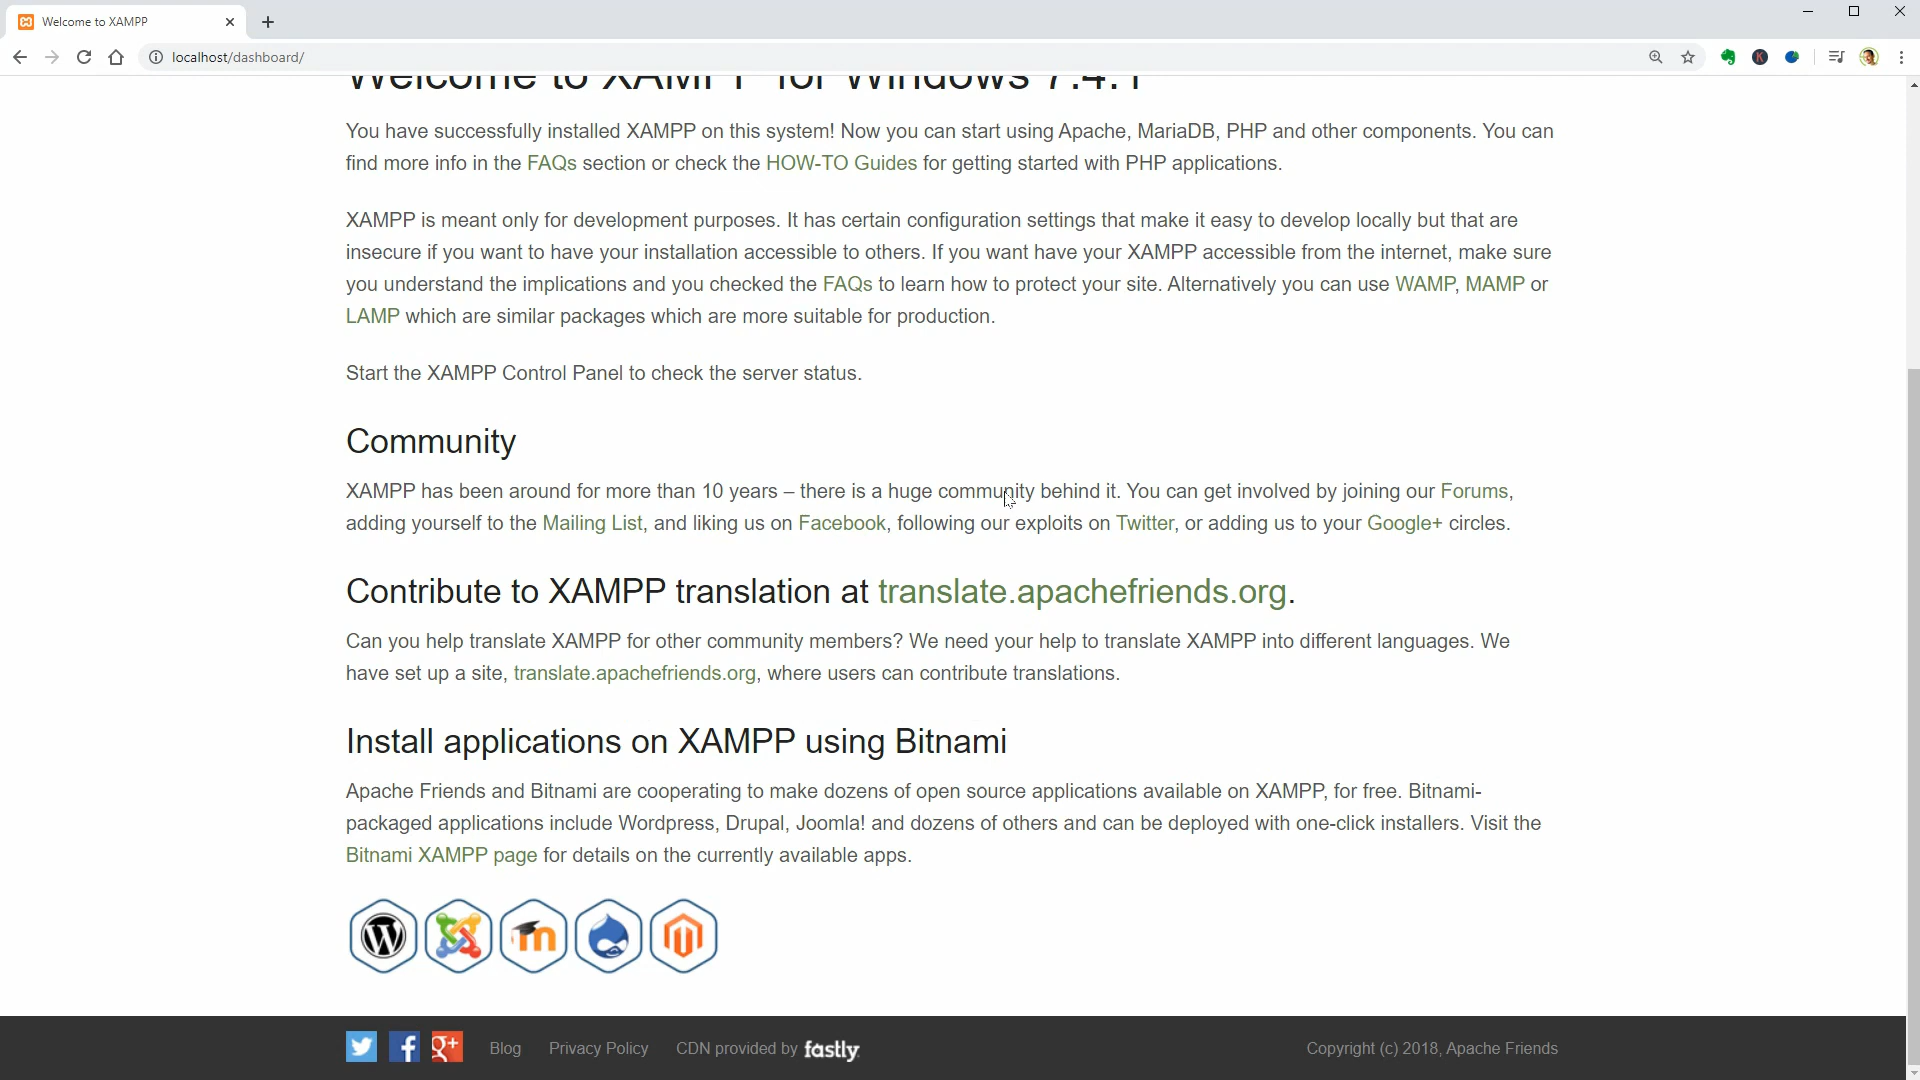 Welcome to XAMPP
localhost/dashboard/
Welcome to XAMPP for Windows 7.4.1
You have successfully installed XAMPP on this system! Now you can start using Apache, MariaDB, PHP and other components. You can
find more info in the FAQs section or check the HOW-TO Guides for getting started with PHP applications.
XAMPP is meant only for development purposes. It has certain configuration settings that make it easy to develop locally but that are
insecure if you want to have your installation accessible to others. If you want have your XAMPP accessible from the internet, make sure
you understand the implications and you checked the FAQs to learn how to protect your site. Alternatively you can use WAMP, MAMP or
LAMP which are similar packages which are more suitable for production.
Start the XAMPP Control Panel to check the server status.
Community
XAMPP has been around for more than 10 years – there is a huge community behind it. You can get involved by joining our Forums,
adding yourself to the Mailing List, and liking us on Facebook, following our exploits on Twitter, or adding us to your Google+ circles.
Contribute to XAMPP translation at translate.apachefriends.org.
Can you help translate XAMPP for other community members? We need your help to translate XAMPP into different languages. We
have set up a site, translate.apachefriends.org, where users can contribute translations.
Install applications on XAMPP using Bitnami
Apache Friends and Bitnami are cooperating to make dozens of open source applications available on XAMPP, for free. Bitnami-
packaged applications include Wordpress, Drupal, Joomla! and dozens of others and can be deployed with one-click installers. Visit the
Bitnami XAMPP page for details on the currently available apps.
Blog Privacy Policy CDN provided by fastly Copyright (c) 2018, Apache Friends